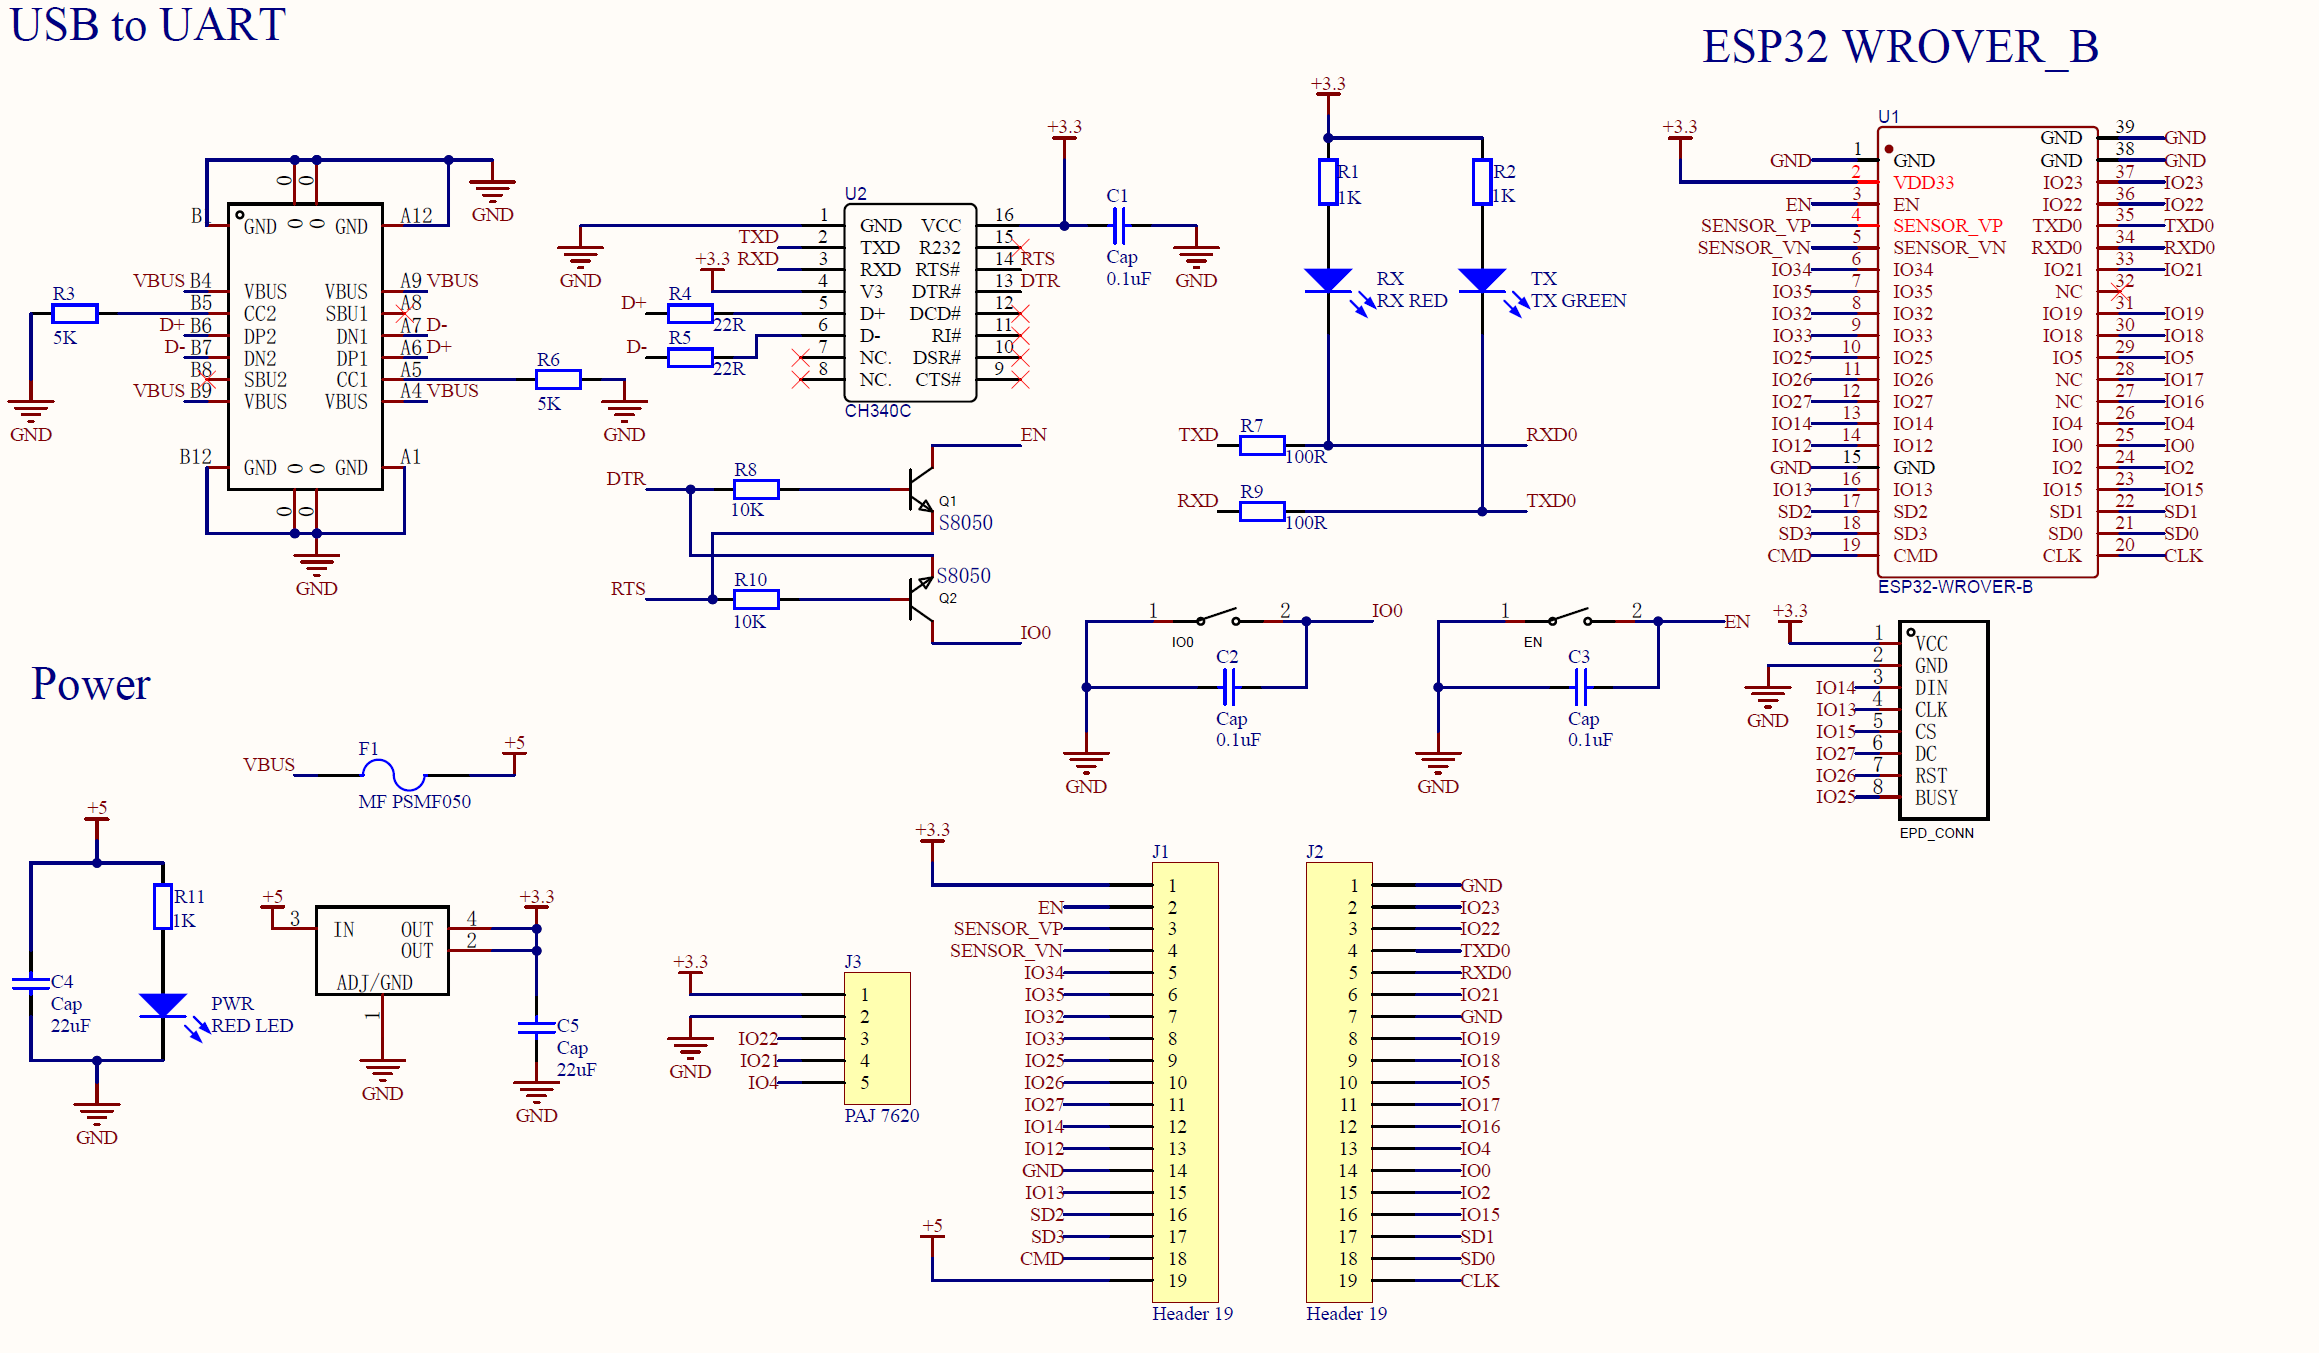 USB to UART
ESP32 WROVER_B
GND
0 0
B
GND 0 0 GND
A12
VBUS B4 VBUS VBUS A9 VBUS
B5 CC2 SBU1 A8
D+ B6 DP2 DN1 A7 D-
D- B7 DN2 DP1 A6 D+
B8 SBU2 CC1 A5
VBUS B9 VBUS VBUS A4 VBUS
B12 GND 0 0 GND A1
0 0
GND
R3
5K
GND
R6
5K
GND
U2
1 GND VCC 16
TXD 2 TXD R232 15
RXD 3 RXD RTS# 14 RTS
+3.3 4 V3 DTR# 13 DTR
D+ R4 22R 5 D+ DCD# 12
D- R5 22R 6 D- RI# 11
7 NC. DSR# 10
8 NC. CTS# 9
CH340C
GND
+3.3
C1
Cap
0.1uF
GND
EN
DTR
R8
10K
Q1
S8050
RTS
R10
10K
S8050
Q2
IO0
+3.3
R1
1K
R2
1K
RX
RX RED
TX
TX GREEN
TXD R7 100R RXD0
RXD R9 100R TXD0
+3.3
U1
GND 39 GND
GND 1 GND GND 38 GND
2 VDD33 IO23 37 IO23
EN 3 EN IO22 36 IO22
SENSOR_VP 4 SENSOR_VP TXD0 35 TXD0
SENSOR_VN 5 SENSOR_VN RXD0 34 RXD0
IO34 6 IO34 IO21 33 IO21
IO35 7 IO35 NC 32
IO32 8 IO32 IO19 31 IO19
IO33 9 IO33 IO18 30 IO18
IO25 10 IO25 IO5 29 IO5
IO26 11 IO26 NC 28 IO17
IO27 12 IO27 NC 27 IO16
IO14 13 IO14 IO4 26 IO4
IO12 14 IO12 IO0 25 IO0
GND 15 GND IO2 24 IO2
IO13 16 IO13 IO15 23 IO15
SD2 17 SD2 SD1 22 SD1
SD3 18 SD3 SD0 21 SD0
CMD 19 CMD CLK 20 CLK
ESP32-WROVER-B
1 2 IO0
IO0
C2
Cap
0.1uF
GND
1 2 EN
EN
C3
Cap
0.1uF
GND
+3.3
1 VCC
2 GND
IO14 3 DIN
IO13 4 CLK
IO15 5 CS
IO27 6 DC
IO26 7 RST
IO25 8 BUSY
GND
EPD_CONN
Power
VBUS F1 +5
MF PSMF050
+5
R11
1K
C4
Cap
22uF
PWR
RED LED
GND
+5 3 IN OUT 4 +3.3
OUT 2
ADJ/GND
1
GND
C5
Cap
22uF
GND
+3.3
J3
1
2
IO22 3
IO21 4
IO4 5
GND
PAJ 7620
+3.3
J1
1
EN 2
SENSOR_VP 3
SENSOR_VN 4
IO34 5
IO35 6
IO32 7
IO33 8
IO25 9
IO26 10
IO27 11
IO14 12
IO12 13
GND 14
IO13 15
SD2 16
SD3 17
CMD 18
+5 19
Header 19
J2
1 GND
2 IO23
3 IO22
4 TXD0
5 RXD0
6 IO21
7 GND
8 IO19
9 IO18
10 IO5
11 IO17
12 IO16
13 IO4
14 IO0
15 IO2
16 IO15
17 SD1
18 SD0
19 CLK
Header 19